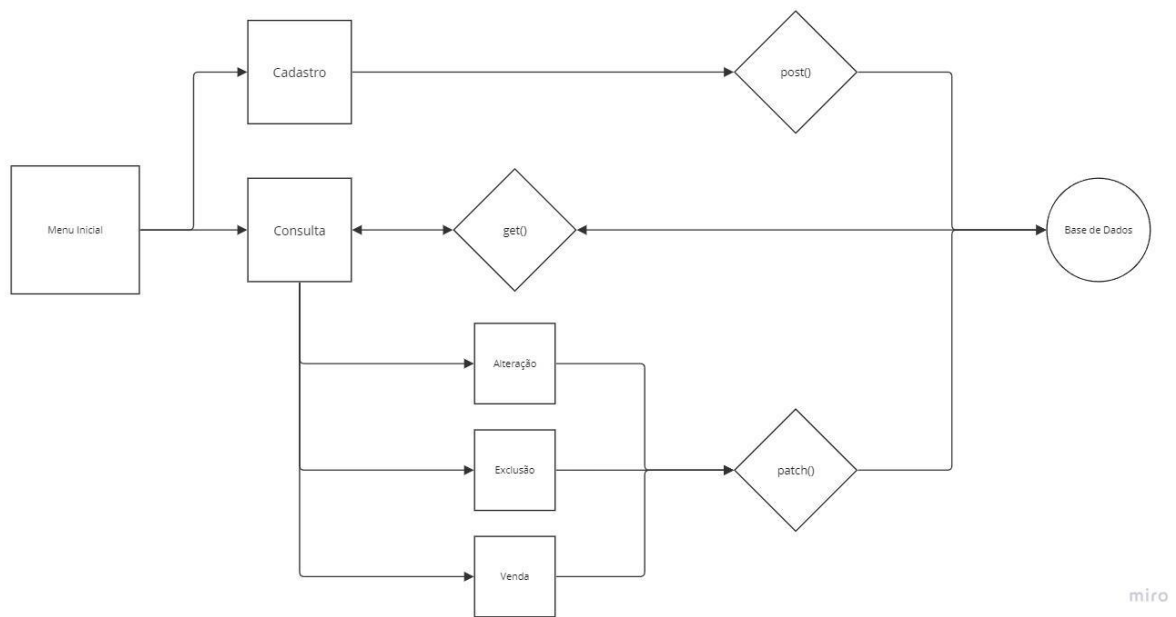 Cadastro
post()
Menu Inicial
Consulta
get()
Base de Dados
Alteração
Exclusão
patch()
Venda
miro